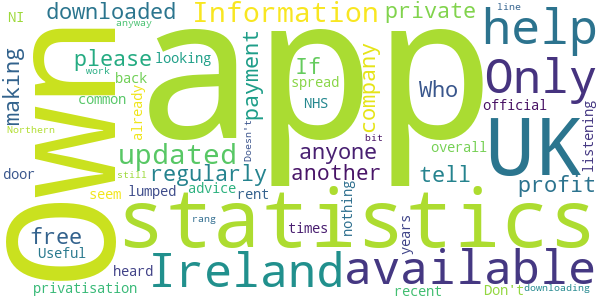 NI
anyway
line
downloaded
Information
private
help
own
app
please
looking
If
making
work
back
payment
spread
company
Who
Only
common
already
NHS
official
UK
Northern
Doesn't
bit
updated
anyone
overall
listening
still
door
regularly
another
tell
advice
seem
lumped
rent
nothing
profit
statistics
free
rang
times
years
Useful
heard
Ireland
available
privatisation
recent
Don't
downloading